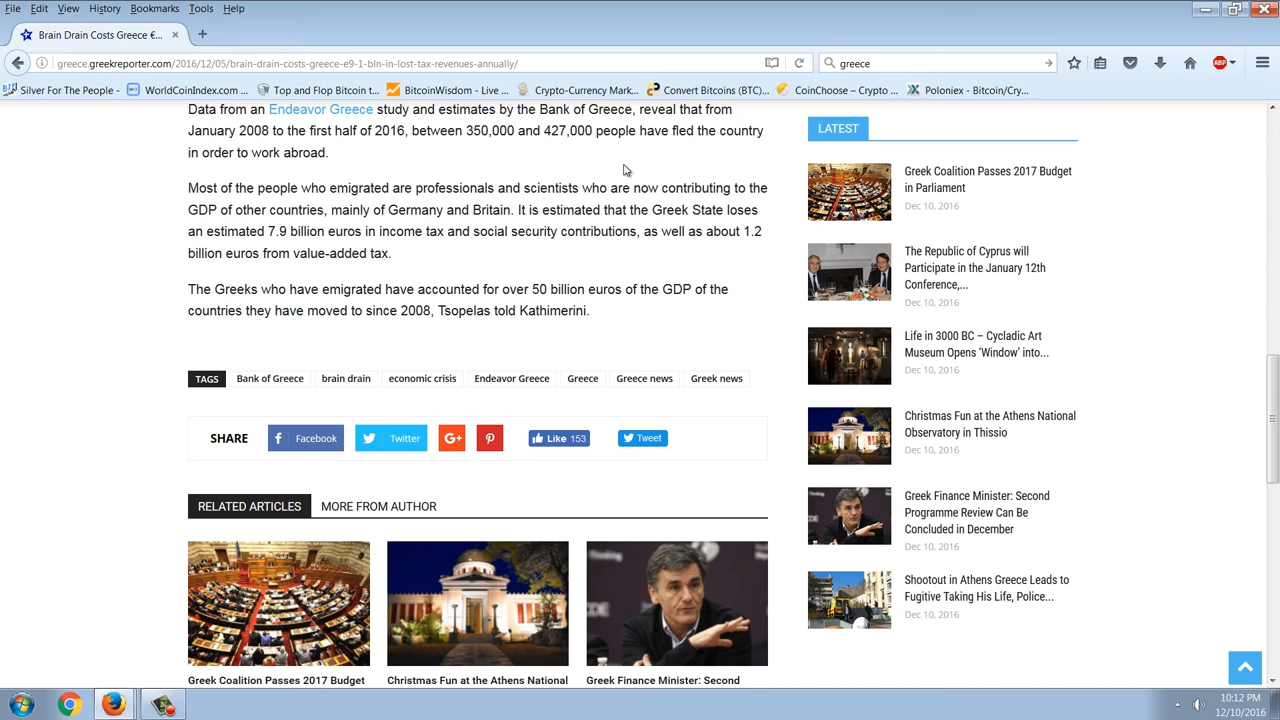 File Edit View History Bookmarks Tools Help
Brain Drain Costs Greece €...
greece.greekreporter.com/2016/12/05/brain-drain-costs-greece-e9-1-bln-in-lost-tax-revenues-annually/
greece
ABP
Silver For The People - ...
WorldCoinIndex.com ...
Top and Flop Bitcoin t...
BitcoinWisdom - Live ...
Crypto-Currency Mark...
Convert Bitcoins (BTC)...
CoinChoose – Crypto ...
Poloniex - Bitcoin/Cry...
Data from an Endeavor Greece study and estimates by the Bank of Greece, reveal that from
January 2008 to the first half of 2016, between 350,000 and 427,000 people have fled the country
in order to work abroad.
Most of the people who emigrated are professionals and scientists who are now contributing to the
GDP of other countries, mainly of Germany and Britain. It is estimated that the Greek State loses
an estimated 7.9 billion euros in income tax and social security contributions, as well as about 1.2
billion euros from value-added tax.
The Greeks who have emigrated have accounted for over 50 billion euros of the GDP of the
countries they have moved to since 2008, Tsopelas told Kathimerini.
TAGS Bank of Greece brain drain economic crisis Endeavor Greece Greece Greece news Greek news
SHARE Facebook Twitter G+ Like 153 Tweet
RELATED ARTICLES MORE FROM AUTHOR
Greek Coalition Passes 2017 Budget
Christmas Fun at the Athens National
Greek Finance Minister: Second
LATEST
Greek Coalition Passes 2017 Budget
in Parliament
Dec 10, 2016
The Republic of Cyprus will
Participate in the January 12th
Conference,...
Dec 10, 2016
Life in 3000 BC – Cycladic Art
Museum Opens ‘Window’ into...
Dec 10, 2016
Christmas Fun at the Athens National
Observatory in Thissio
Dec 10, 2016
Greek Finance Minister: Second
Programme Review Can Be
Concluded in December
Dec 10, 2016
Shootout in Athens Greece Leads to
Fugitive Taking His Life, Police...
Dec 10, 2016
10:12 PM
12/10/2016